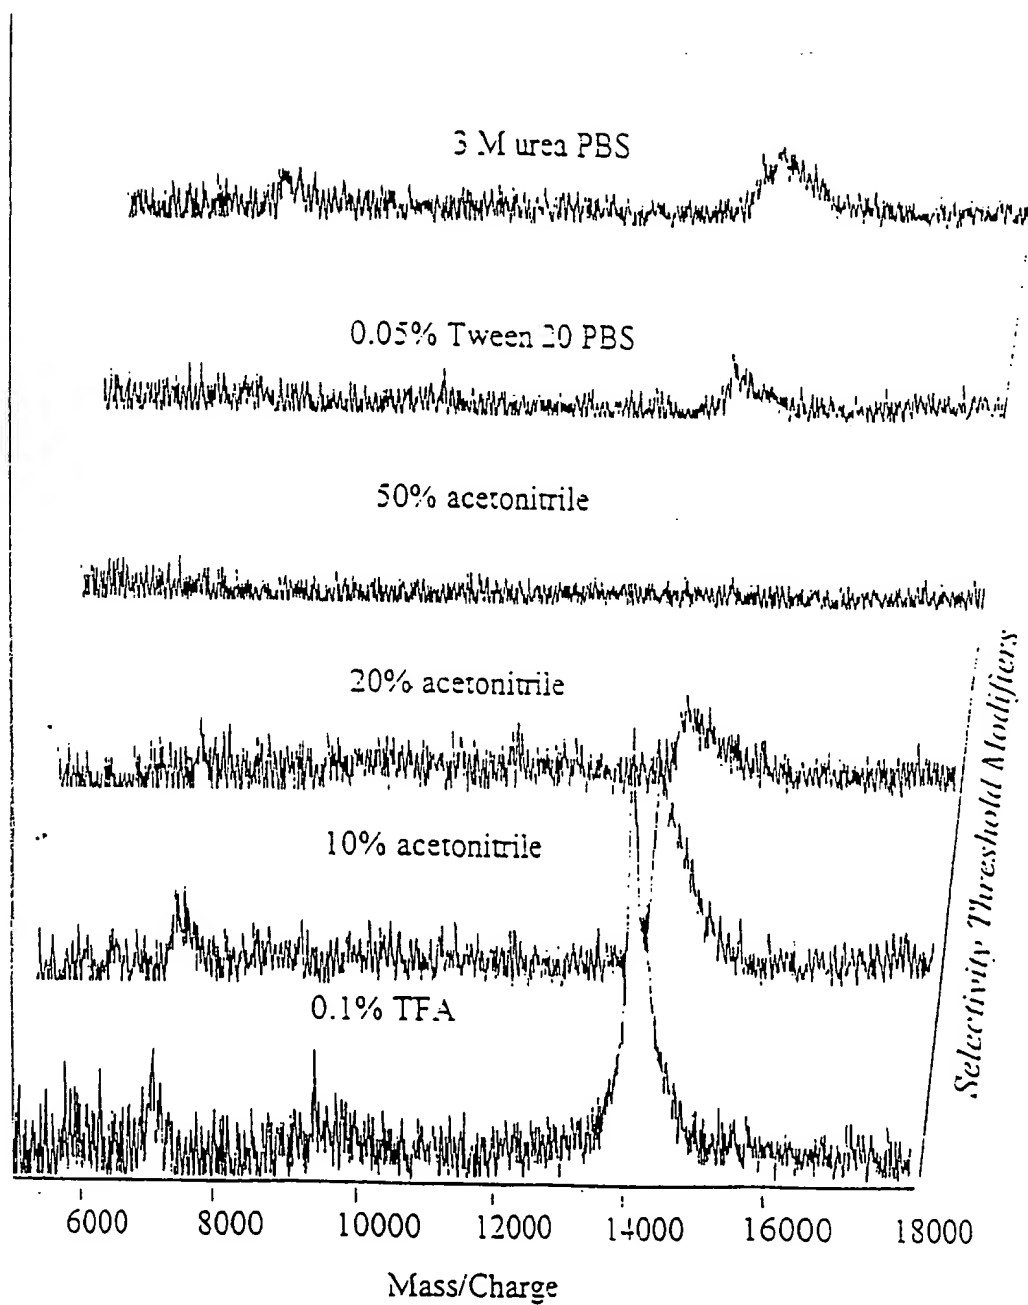 3 M urea PBS
0.05% Tween 20 PBS
50% acetonitrile
20% acetonitrile
10% acetonitrile
0.1% TFA
Selectivity Threshold Modifiers
6000 8000 10000 12000 14000 16000 18000
Mass/Charge